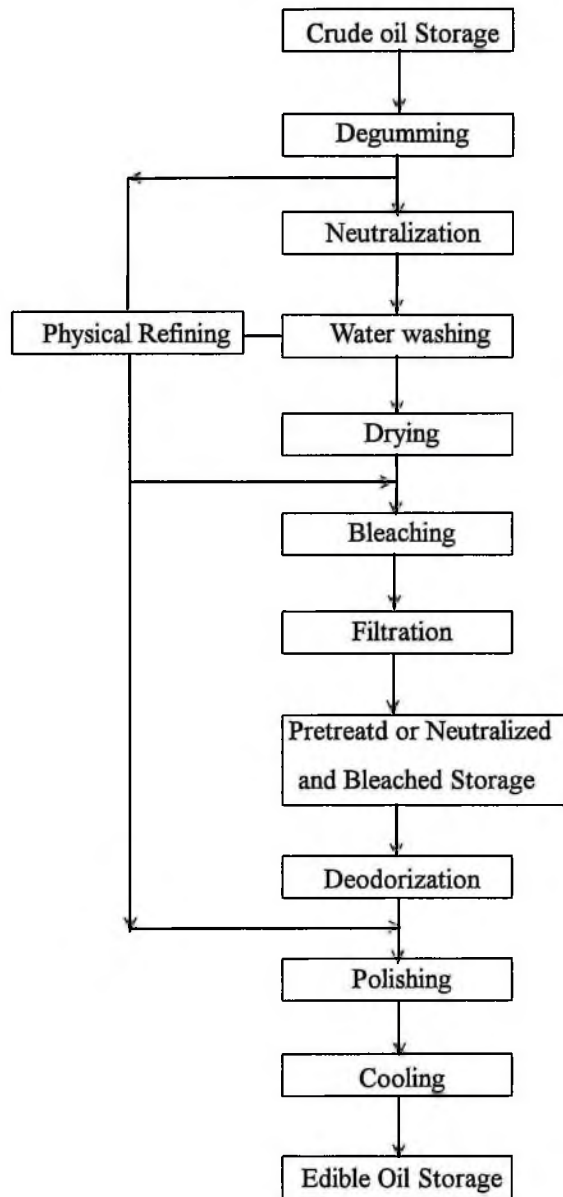 Crude oil Storage
Degumming
Neutralization
Physical Refining
Water washing
Drying
Bleaching
Filtration
Pretreatd or Neutralized
and Bleached Storage
Deodorization
Polishing
Cooling
Edible Oil Storage